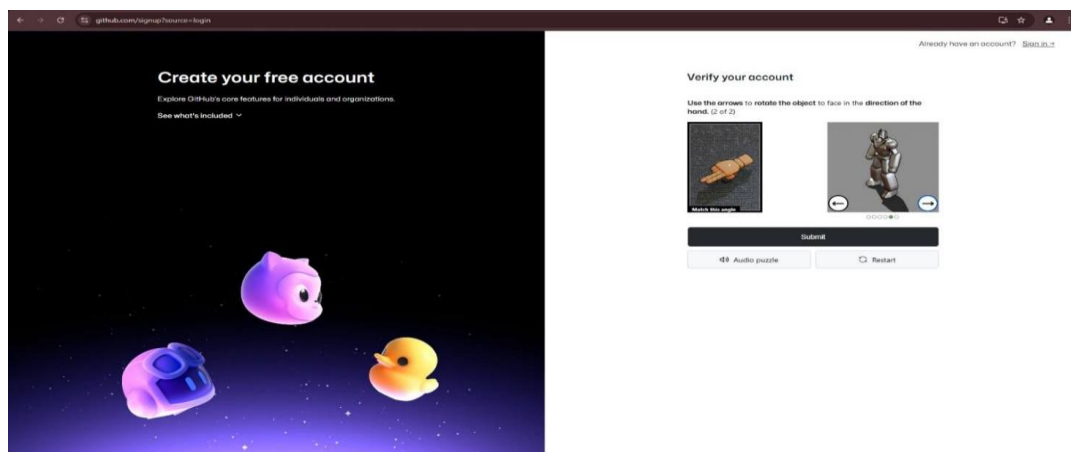 github.com/signup?source=login
Already have an account? Sign in →
Create your free account
Explore GitHub's core features for individuals and organizations.
See what's included
Verify your account
Use the arrows to rotate the object to face in the direction of the
hand. (2 of 2)
Match this angle
Submit
Audio puzzle
Restart